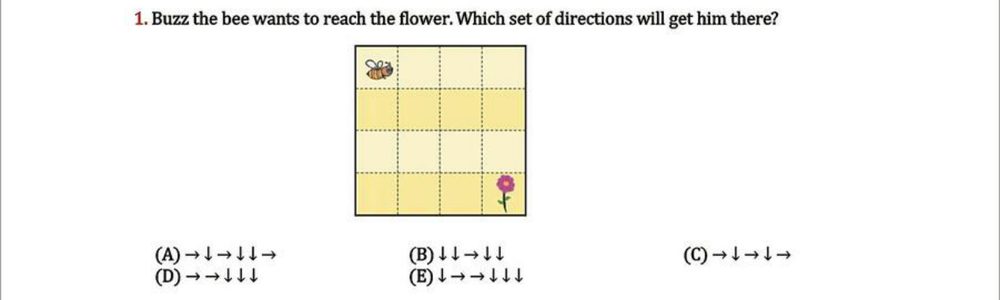 1. Buzz the bee wants to reach the flower. Which set of directions will get him there?
(A) →↓→↓↓→ (B) ↓↓→↓↓ (C) →↓→↓→
(D) →→↓↓↓ (E) ↓→→↓↓↓